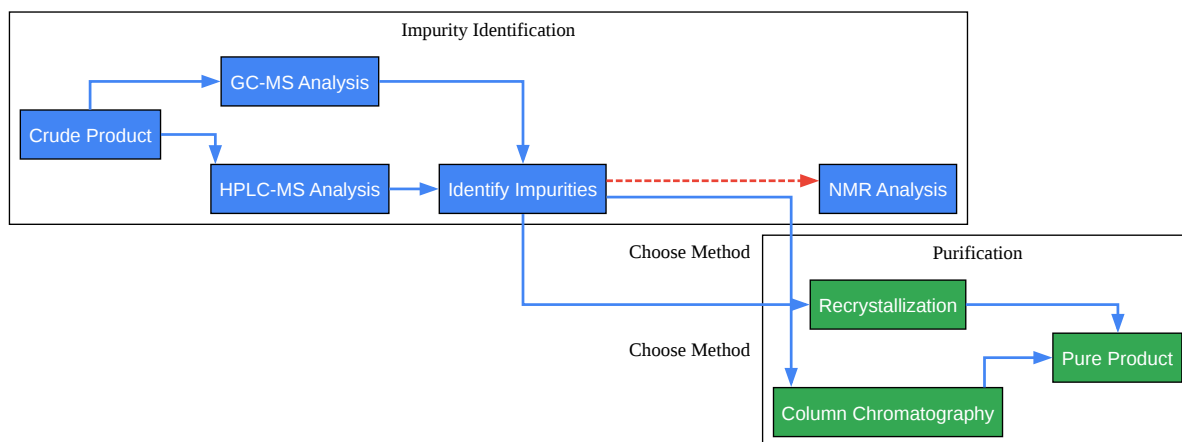 Impurity Identification
GC-MS Analysis
Crude Product
HPLC-MS Analysis
Identify Impurities
NMR Analysis
Choose Method
Purification
Recrystallization
Choose Method
Pure Product
Column Chromatography